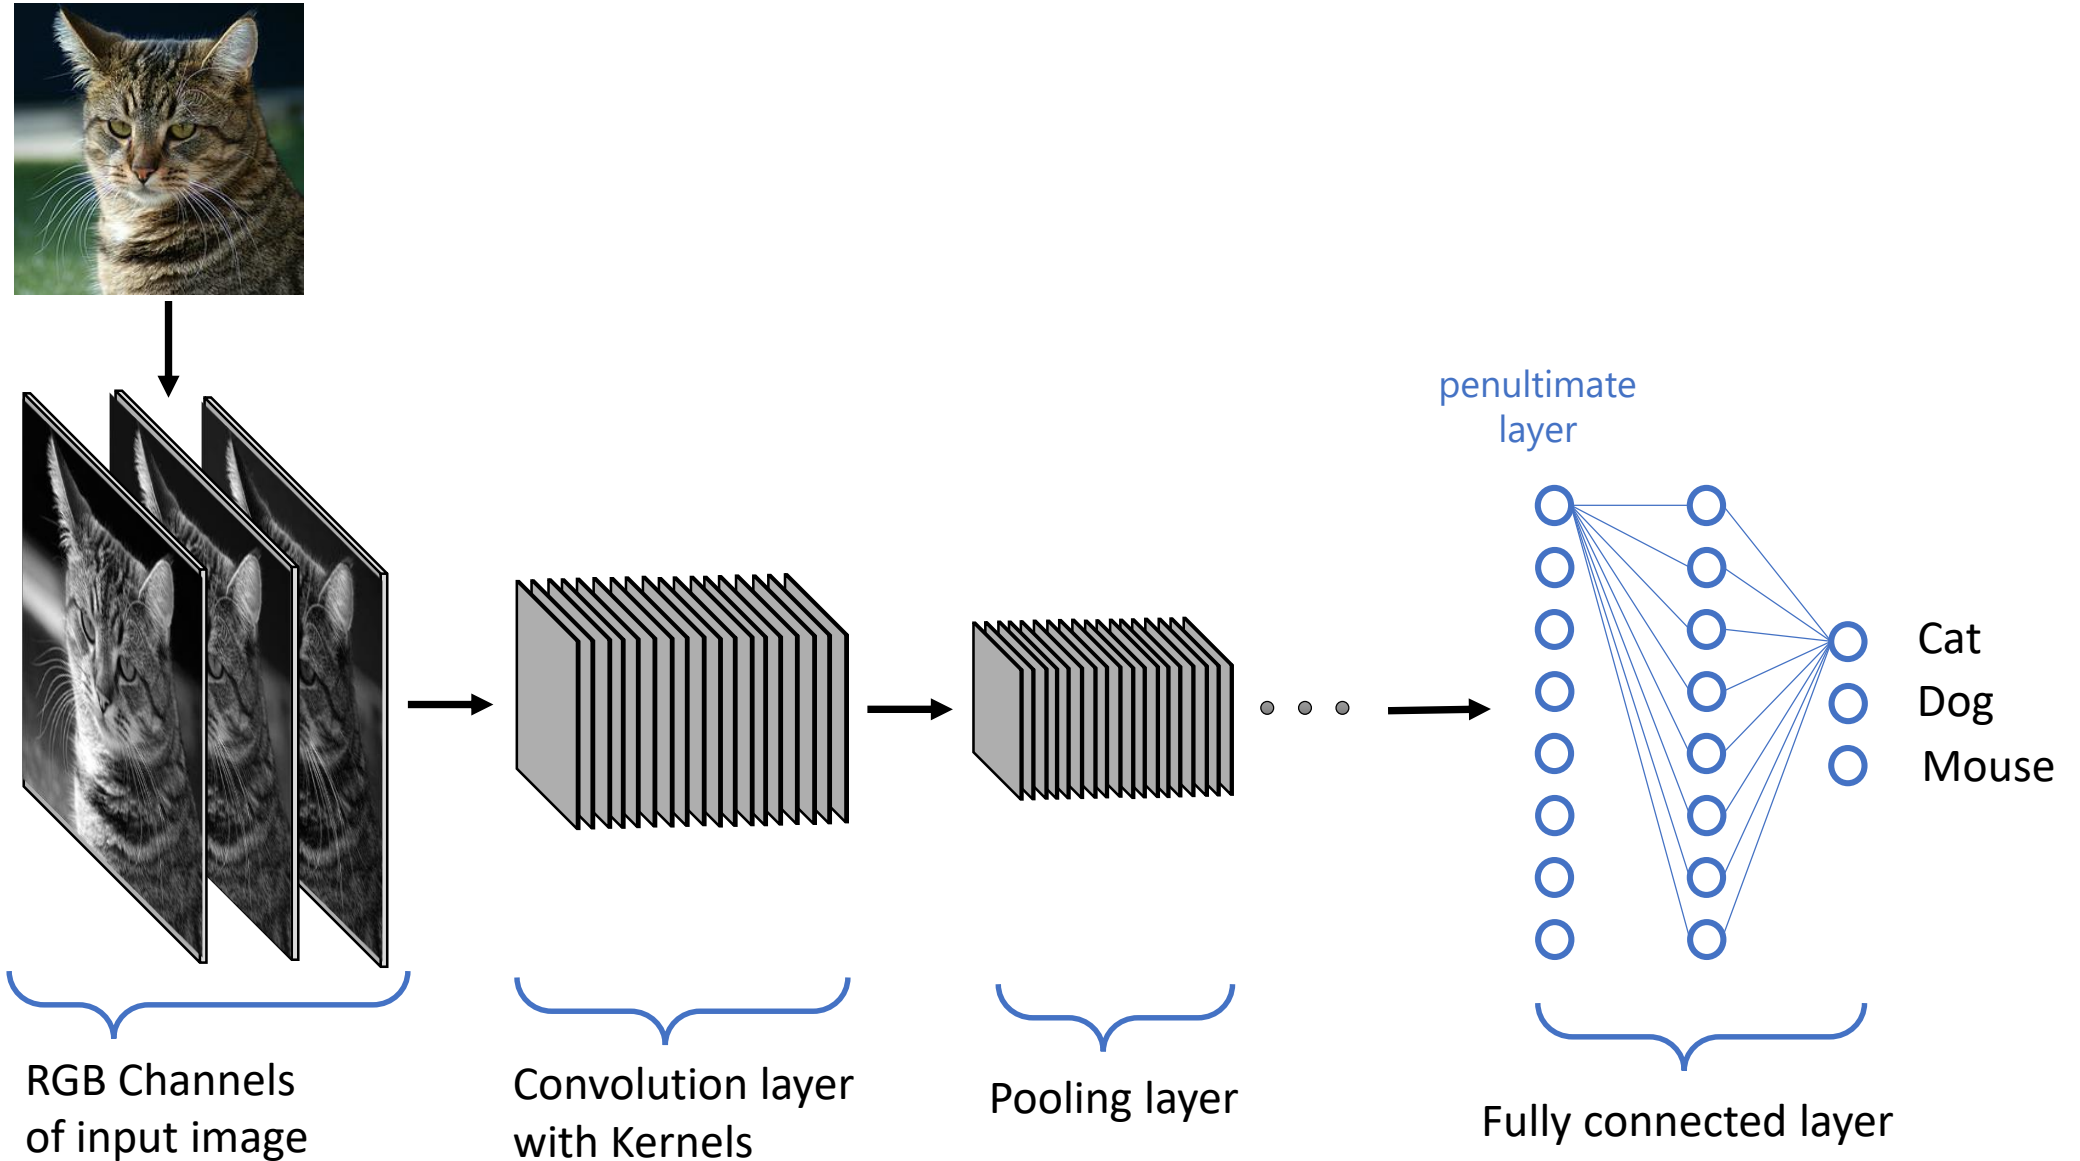 penultimate
layer
Cat
Dog
Mouse
RGB Channels
of input image
Convolution layer
with Kernels
Pooling layer
Fully connected layer